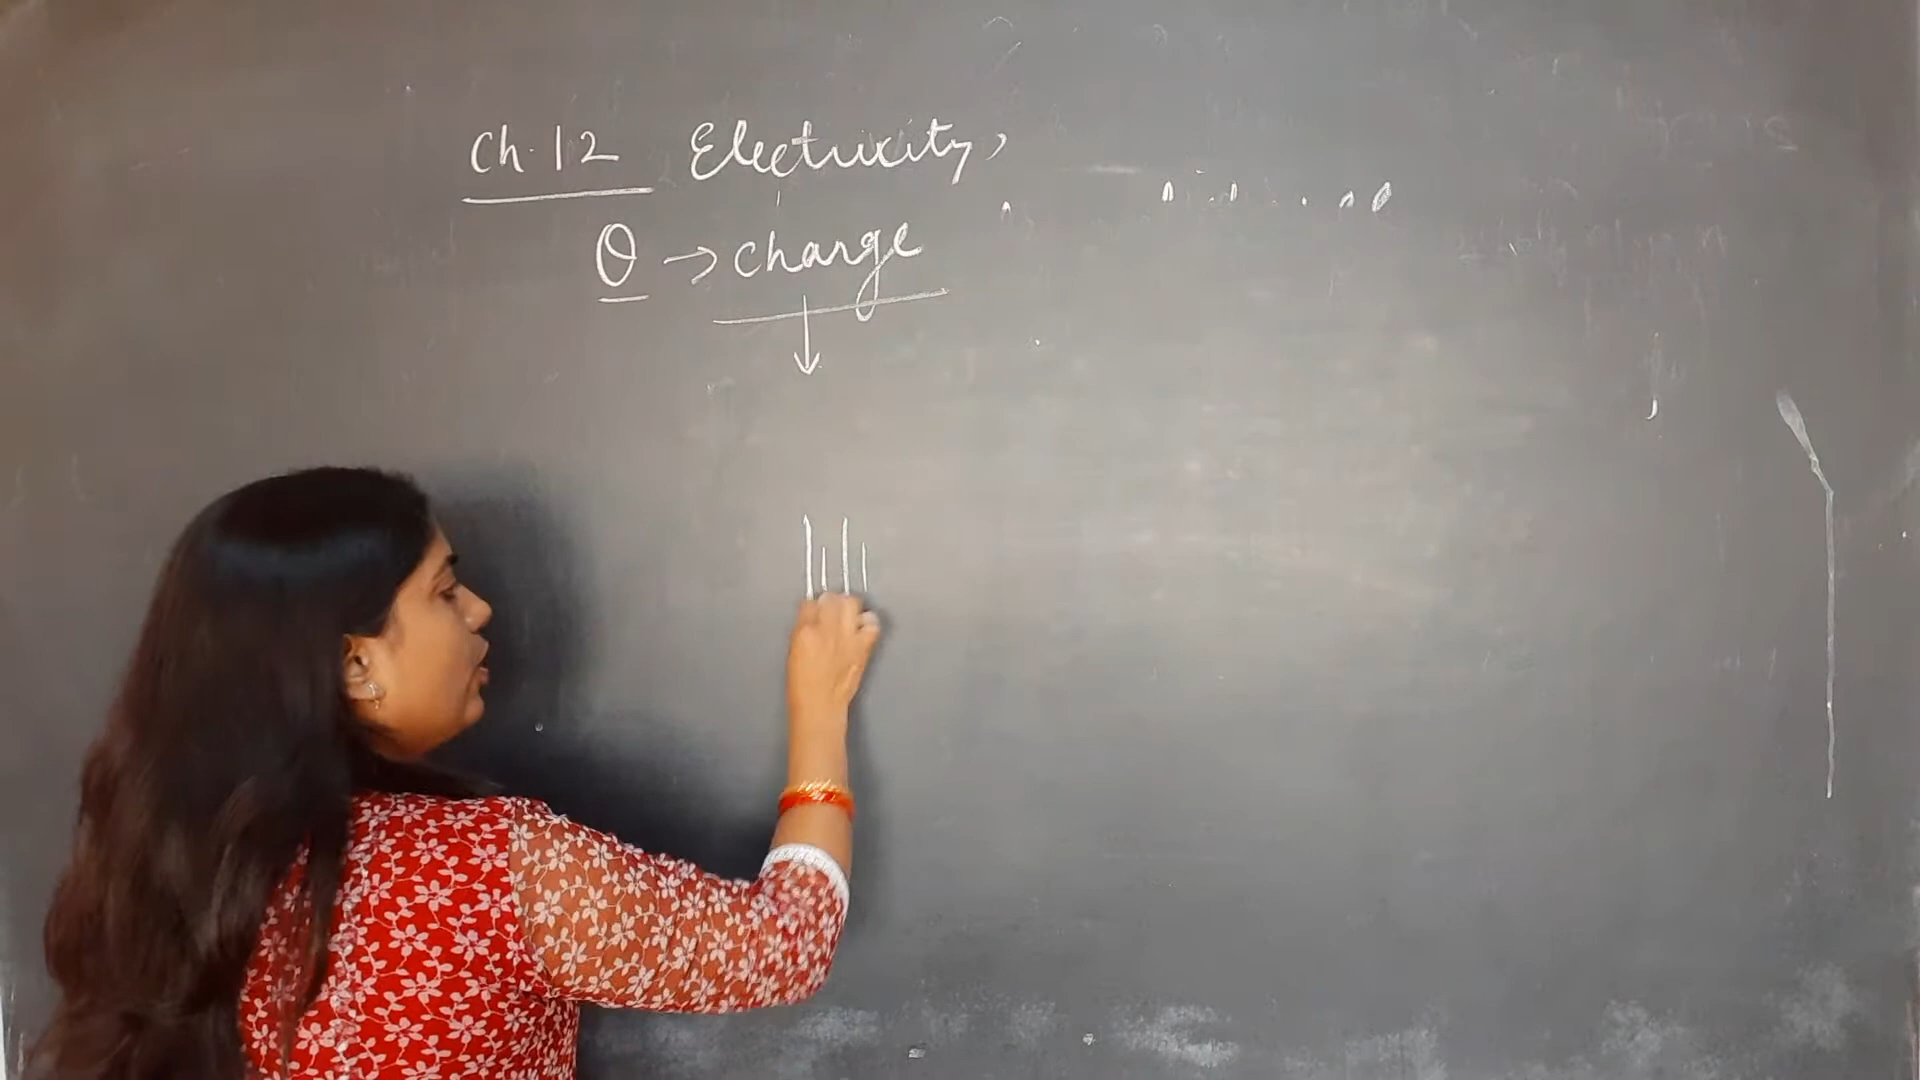 Ch. 12 Electricity,
Q → charge